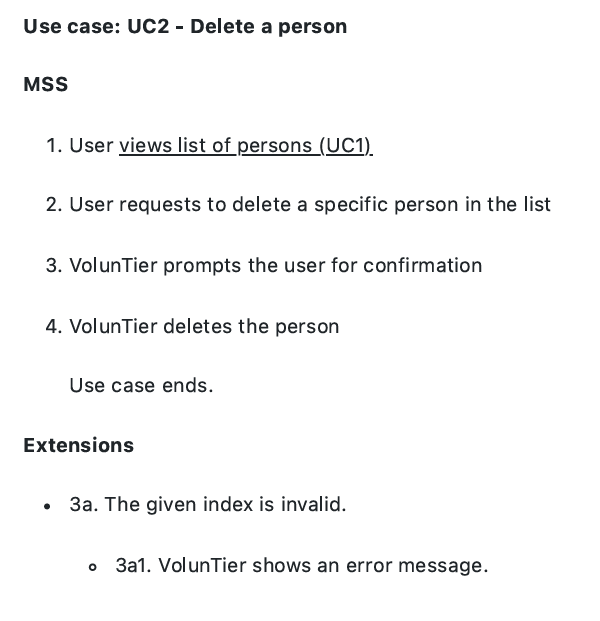 Use case: UC2 - Delete a person
MSS
1. User views list of persons (UC1)
2. User requests to delete a specific person in the list
3. VolunTier prompts the user for confirmation
4. VolunTier deletes the person
Use case ends.
Extensions
• 3a. The given index is invalid.
◦ 3a1. VolunTier shows an error message.